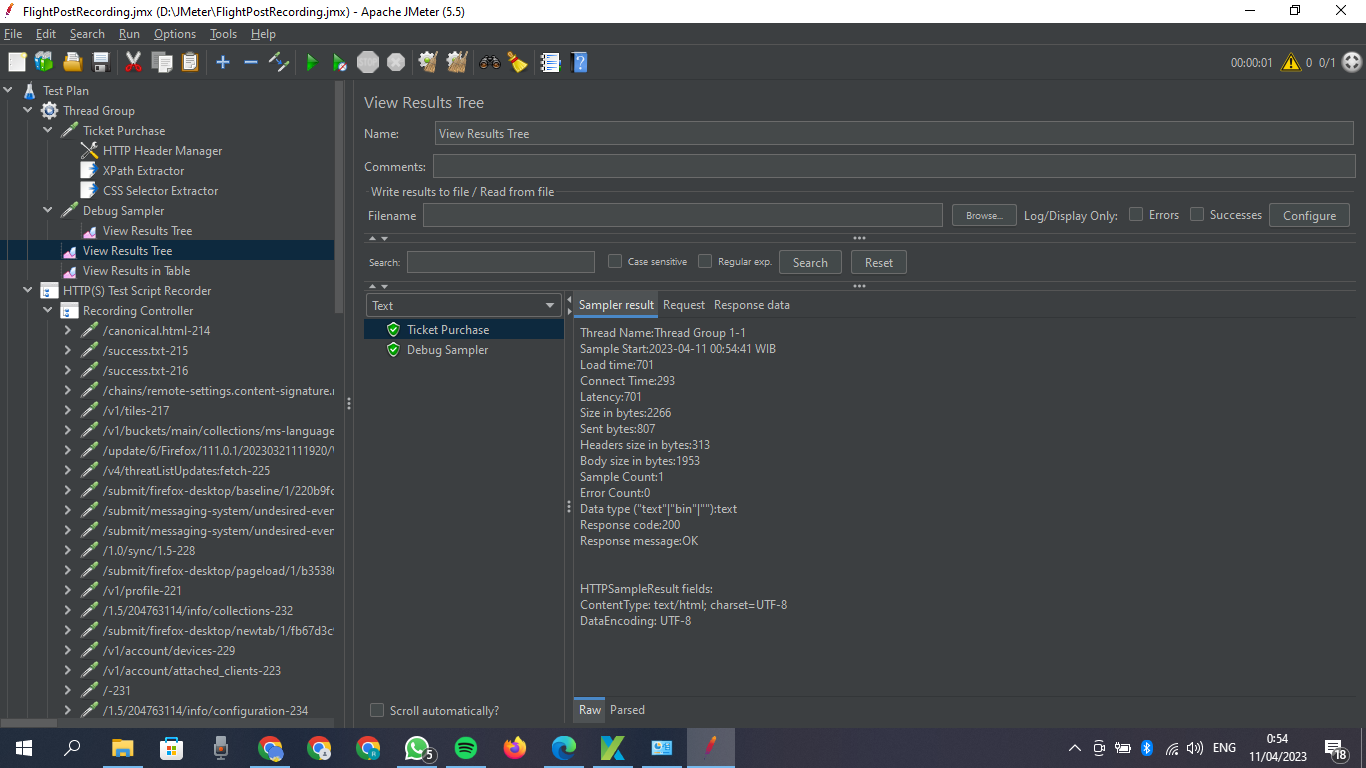 FlightPostRecording.jmx (D:\JMeter\FlightPostRecording.jmx) - Apache JMeter (5.5)
File Edit Search Run Options Tools Help
00:00:01 0 0/1
Test Plan
Thread Group
Ticket Purchase
HTTP Header Manager
XPath Extractor
CSS Selector Extractor
Debug Sampler
View Results Tree
View Results Tree
View Results in Table
HTTP(S) Test Script Recorder
Recording Controller
/canonical.html-214
/success.txt-215
/success.txt-216
/chains/remote-settings.content-signature.
/v1/tiles-217
/v1/buckets/main/collections/ms-language
/update/6/Firefox/111.0.1/20230321111920/
/v4/threatListUpdates:fetch-225
/submit/firefox-desktop/baseline/1/220b9fc
/submit/messaging-system/undesired-even
/submit/messaging-system/undesired-even
/1.0/sync/1.5-228
/submit/firefox-desktop/pageload/1/b3538
/v1/profile-221
/1.5/204763114/info/collections-232
/submit/firefox-desktop/newtab/1/fb67d3c
/v1/account/devices-229
/v1/account/attached_clients-223
/-231
/1.5/204763114/info/configuration-234
View Results Tree
Name: View Results Tree
Comments:
Write results to file / Read from file
Filename Browse... Log/Display Only: Errors Successes Configure
Search: Case sensitive Regular exp. Search Reset
Text
Ticket Purchase
Debug Sampler
Scroll automatically?
Sampler result Request Response data
Thread Name:Thread Group 1-1
Sample Start:2023-04-11 00:54:41 WIB
Load time:701
Connect Time:293
Latency:701
Size in bytes:2266
Sent bytes:807
Headers size in bytes:313
Body size in bytes:1953
Sample Count:1
Error Count:0
Data type ("text"|"bin"|""):text
Response code:200
Response message:OK
HTTPSampleResult fields:
ContentType: text/html; charset=UTF-8
DataEncoding: UTF-8
Raw Parsed
5
ENG
0:54
11/04/2023
18